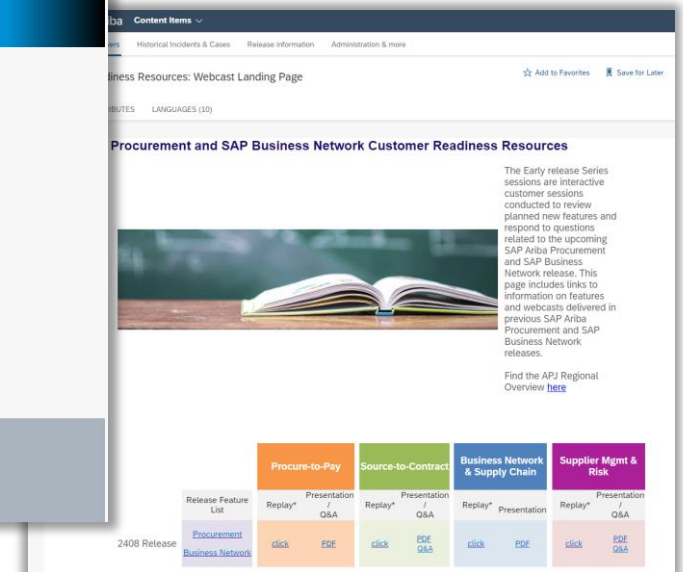 Content Items
Historical Incidents & Cases Release Information Administration & more
Resources: Webcast Landing Page
Add to Favorites Save for Later
LANGUAGES (10)
Procurement and SAP Business Network Customer Readiness Resources
The Early release Series
sessions are interactive
customer sessions
conducted to review
planned new features and
respond to questions
related to the upcoming
SAP Ariba Procurement
and SAP Business
Network release. This
page includes links to
information on features
and webcasts delivered in
previous SAP Ariba
Procurement and SAP
Business Network
releases.
Find the APJ Regional
Overview here
Procure-to-Pay Source-to-Contract Business Network & Supply Chain Supplier Mgmt & Risk
Release Feature List Replay* Presentation / Q&A Replay* Presentation / Q&A Replay* Presentation Replay* Presentation / Q&A
2408 Release Procurement Business Network click PDF click PDF Q&A click PDF click PDF Q&A